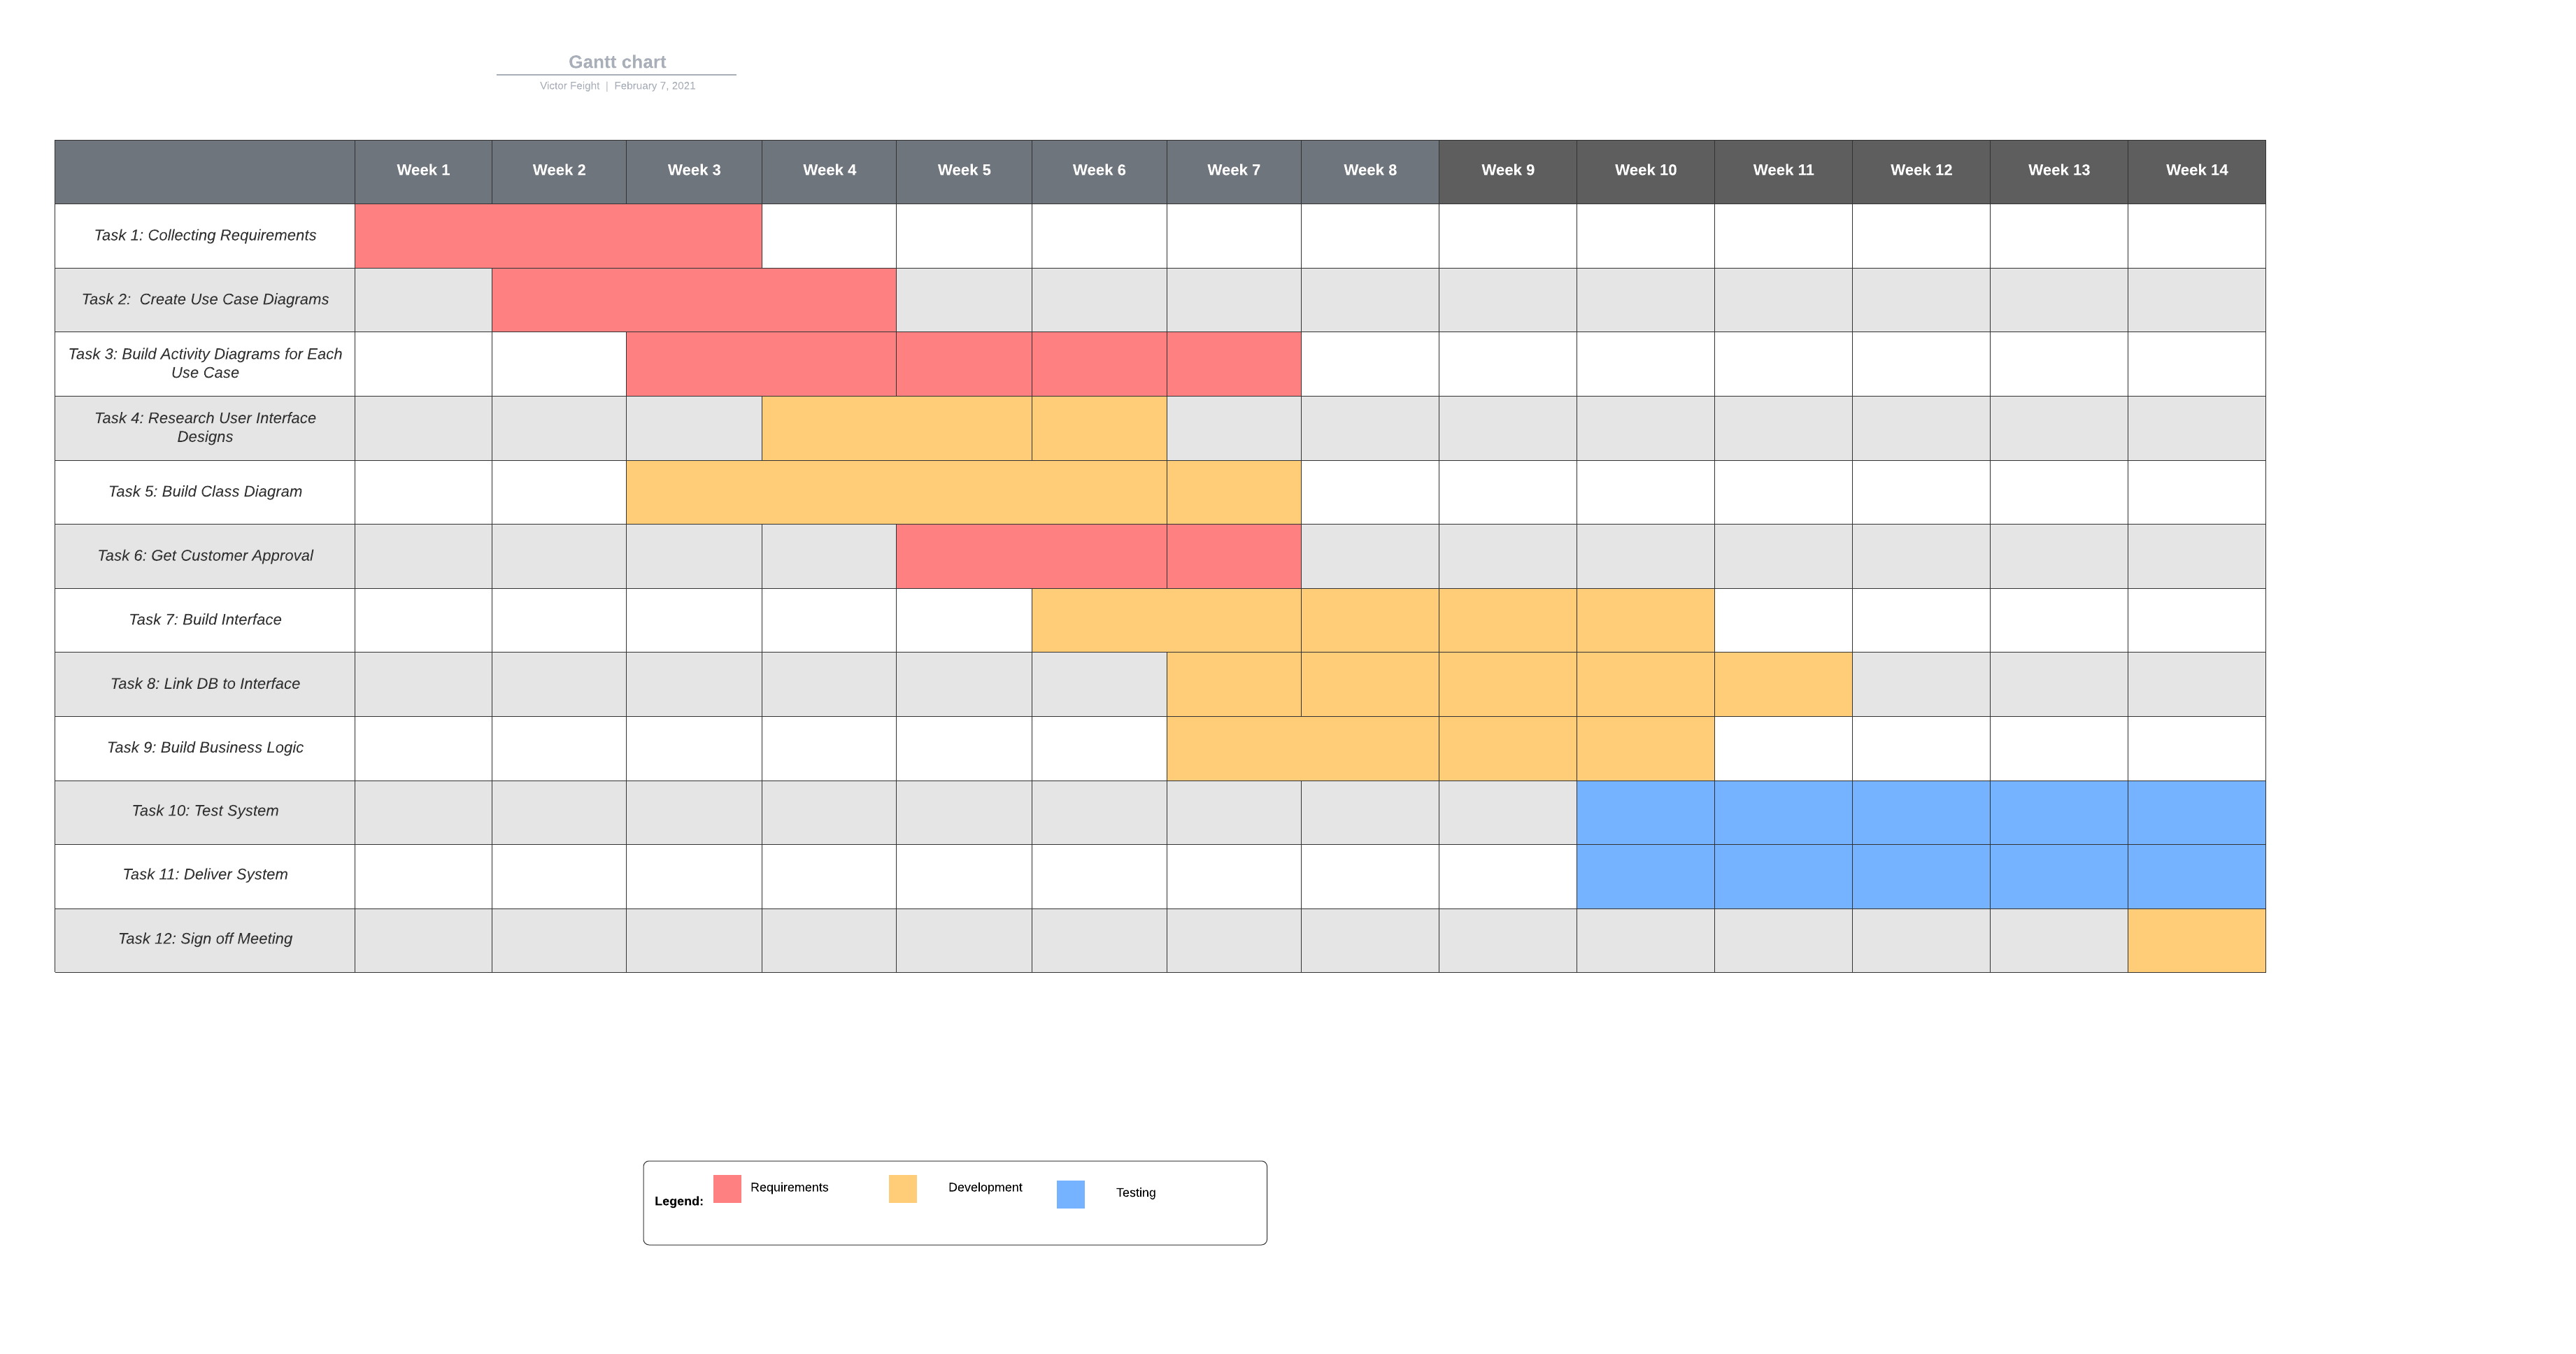 Gantt chart
Victor Feight | February 7, 2021
Week 1 Week 2 Week 3 Week 4 Week 5 Week 6 Week 7 Week 8 Week 9 Week 10 Week 11 Week 12 Week 13 Week 14
Task 1: Collecting Requirements
Task 2:  Create Use Case Diagrams
Task 3: Build Activity Diagrams for Each
Use Case
Task 4: Research User Interface
Designs
Task 5: Build Class Diagram
Task 6: Get Customer Approval
Task 7: Build Interface
Task 8: Link DB to Interface
Task 9: Build Business Logic
Task 10: Test System
Task 11: Deliver System
Task 12: Sign off Meeting
Legend: Requirements Development Testing